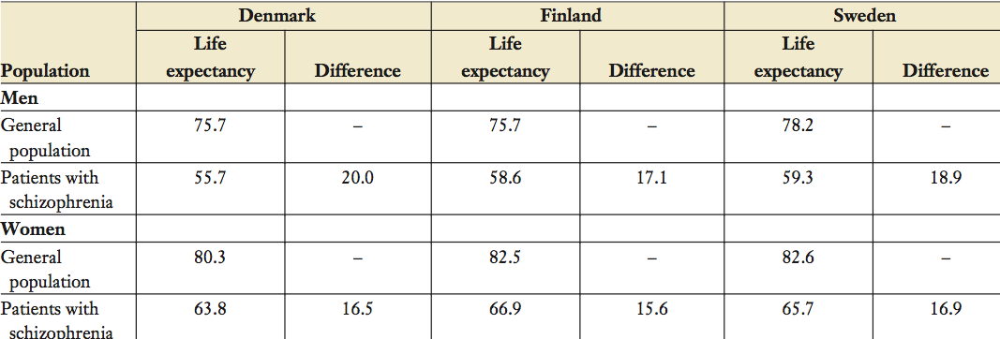 Denmark Finland Sweden
Life Life Life
Population expectancy Difference expectancy Difference expectancy Difference
Men
General 75.7 – 75.7 – 78.2 –
population
Patients with 55.7 20.0 58.6 17.1 59.3 18.9
schizophrenia
Women
General 80.3 – 82.5 – 82.6 –
population
Patients with 63.8 16.5 66.9 15.6 65.7 16.9
schizophrenia